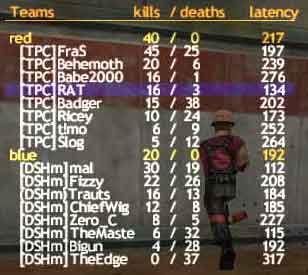 Teams kills / deaths latency
red 40 / 0 217
[TPC]FraS 45 / 25 197
[TPC]Behemoth 20 / 6 239
[TPC]Babe2000 16 / 1 276
[TPC]RAT 16 / 3 134
[TPC]Badger 15 / 38 202
[TPC]Ricey 10 / 24 173
[TPC]t!mo 6 / 9 252
[TPC]Slog 5 / 12 264
blue 20 / 0 192
[DSHm]mal 30 / 19 112
[DSHm]Fizzy 22 / 26 208
[DSHm]Trauts 16 / 13 184
[DSHm]ChiefWig 12 / 8 185
[DSHm]Zero_C 8 / 5 227
[DSHm]TheMaste 6 / 32 115
[DSHm]Bigun 4 / 28 192
[DSHm]TheEdge 0 / 37 317